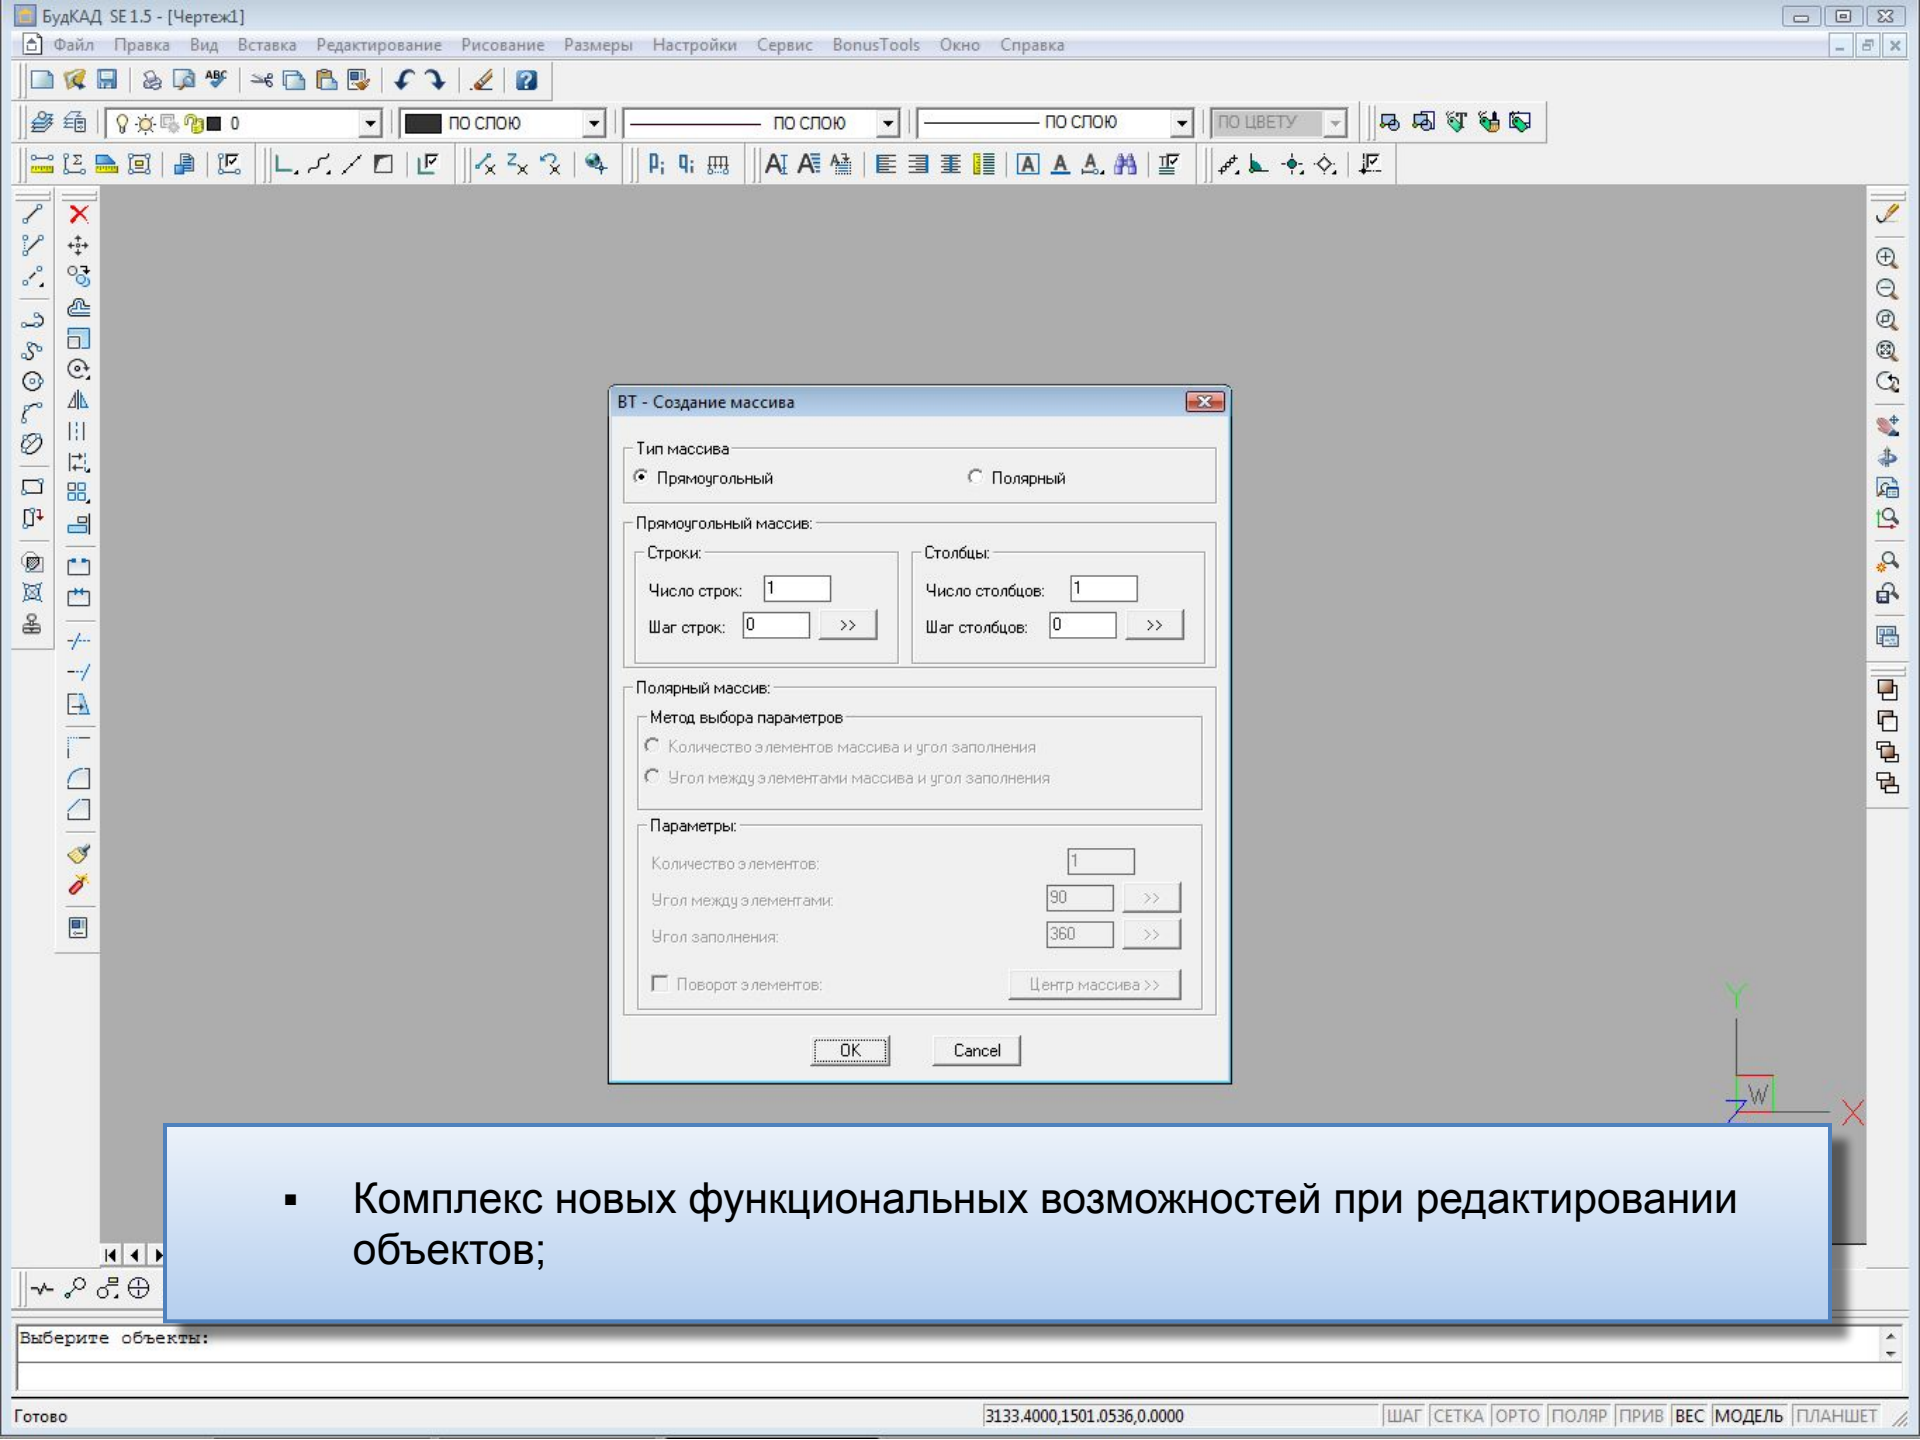 БудКАД SE 1.5 - [Чертеж1]
Файл Правка Вид Вставка Редактирование Рисование Размеры Настройки Сервис BonusTools Окно Справка
ABC
0 ПО СЛОЮ ПО СЛОЮ ПО СЛОЮ ПО ЦВЕТУ
BT - Создание массива
Тип массива
Прямоугольный Полярный
Прямоугольный массив:
Строки: Столбцы:
Число строк: 1 Число столбцов: 1
Шаг строк: 0 >> Шаг столбцов: 0 >>
Полярный массив:
Метод выбора параметров
Количество элементов массива и угол заполнения
Угол между элементами массива и угол заполнения
Параметры:
Количество элементов: 1
Угол между элементами: 90 >>
Угол заполнения: 360 >>
Поворот элементов: Центр массива >>
OK Cancel
Y
W
Z X
▪ Комплекс новых функциональных возможностей при редактировании
объектов;
Выберите объекты:
Готово 3133.4000,1501.0536,0.0000 ШАГ СЕТКА ОРТО ПОЛЯР ПРИВ ВЕС МОДЕЛЬ ПЛАНШЕТ